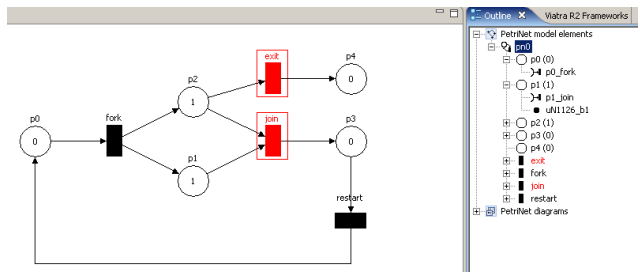 exit
p4
0
p2
1
p0
0
fork
join
p3
0
p1
1
restart
Outline
Viatra R2 Frameworks
PetriNet model elements
pn0
p0 (0)
p0_fork
p1 (1)
p1_join
uN1126_b1
p2 (1)
p3 (0)
p4 (0)
exit
fork
join
restart
PetriNet diagrams